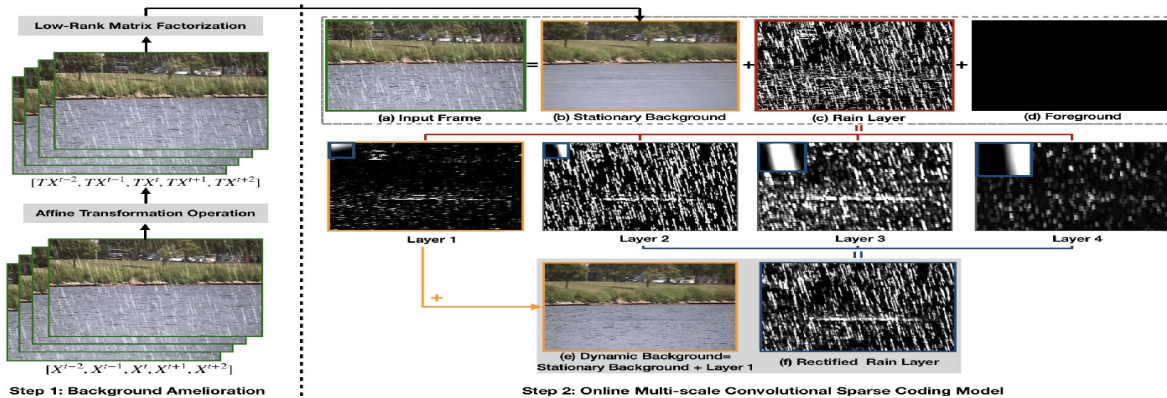 Low-Rank Matrix Factorization
[TX^{t-2}, TX^{t-1}, TX^t, TX^{t+1}, TX^{t+2}]
Affine Transformation Operation
[X^{t-2}, X^{t-1}, X^t, X^{t+1}, X^{t+2}]
Step 1: Background Amelioration
=
+
+
(a) Input Frame
(b) Stationary Background
(c) Rain Layer
(d) Foreground
=
Layer 1
Layer 2
Layer 3
Layer 4
=
+
(e) Dynamic Background=
Stationary Background + Layer 1
(f) Rectified Rain Layer
Step 2: Online Multi-scale Convolutional Sparse Coding Model